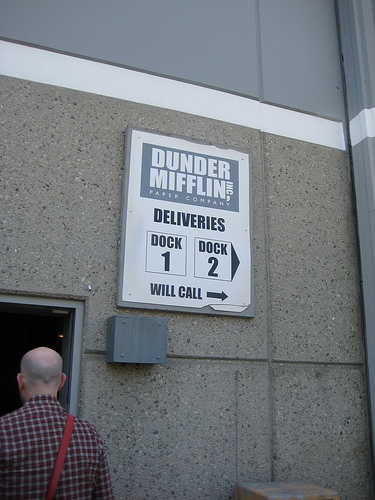 DUNDER
MIFFLIN, INC.
PAPER COMPANY
DELIVERIES
DOCK 1
DOCK 2
WILL CALL